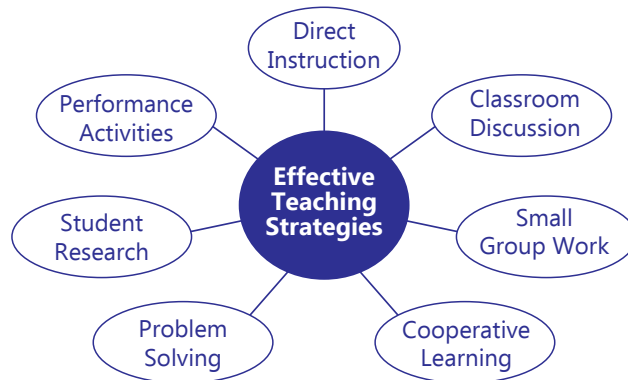 Direct
Instruction
Classroom
Discussion
Small
Group Work
Cooperative
Learning
Problem
Solving
Student
Research
Performance
Activities
Effective
Teaching
Strategies